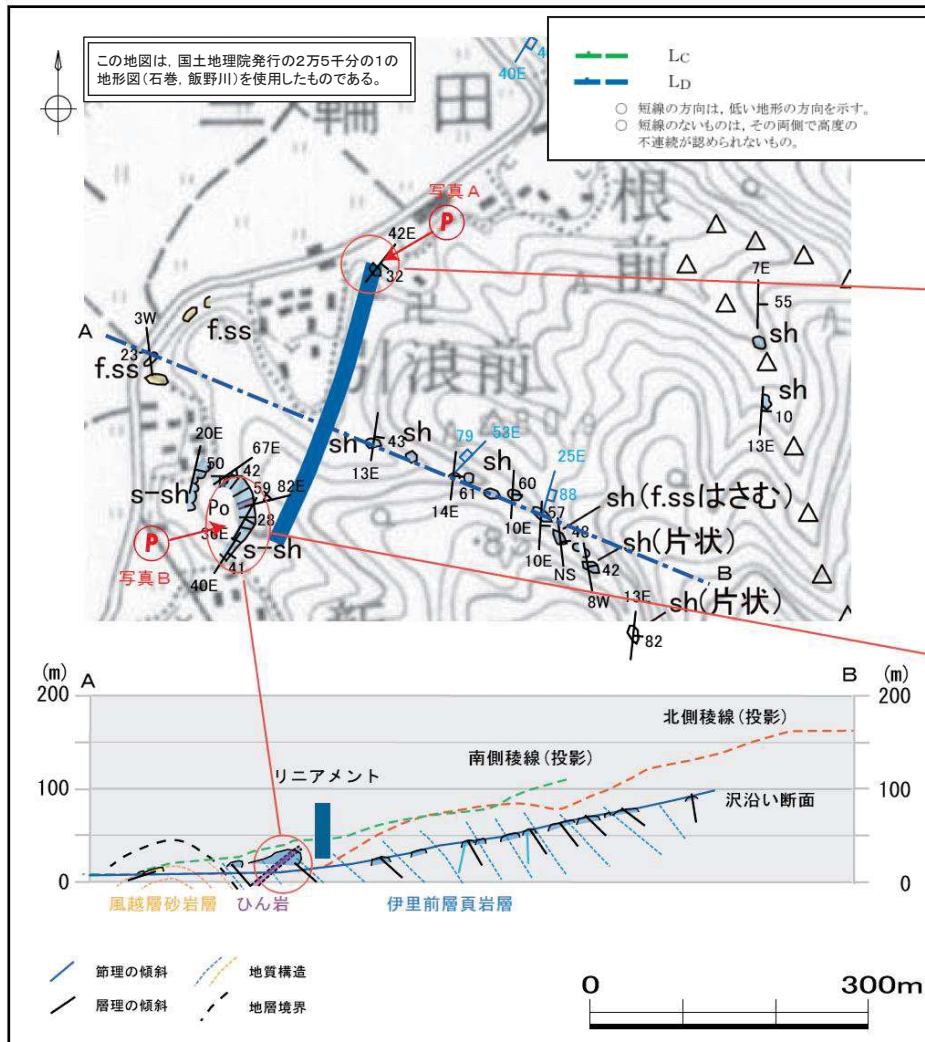 この地図は，国土地理院発行の2万5千分の1の
地形図（石巻，飯野川）を使用したものである。
L_C
L_D
○ 短線の方向は，低い地形の方向を示す。
○ 短線のないものは，その両側で高度の
不連続が認められないもの。
40E
輪田
写真A
P
根
前
42E
32
7E
55
sh
A
3W
f.ss
23
f.ss
引浪前
sh
10
13E
20E
67E
50
42
59
82E
s-sh
Po
28
36E
s-sh
41
40E
P
写真B
sh
43
sh
13E
79
53E
sh
61
14E
60
10E
25E
88
57
10E
sh(f.ssはさむ)
48
sh(片状)
42
NS
8W
B
13E
sh(片状)
82
(m)
A
B
(m)
200
200
北側稜線（投影）
南側稜線（投影）
リニアメント
100
100
沢沿い断面
0
0
風越層砂岩層
ひん岩
伊里前層頁岩層
節理の傾斜
地質構造
層理の傾斜
地層境界
0
300m